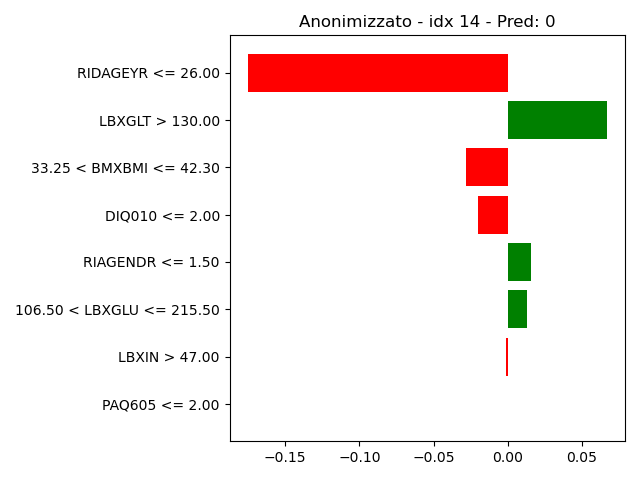 Anonimizzato - idx 14 - Pred: 0
RIDAGEYR <= 26.00
LBXGLT > 130.00
33.25 < BMXBMI <= 42.30
DIQ010 <= 2.00
RIAGENDR <= 1.50
106.50 < LBXGLU <= 215.50
LBXIN > 47.00
PAQ605 <= 2.00
−0.15 −0.10 −0.05 0.00 0.05